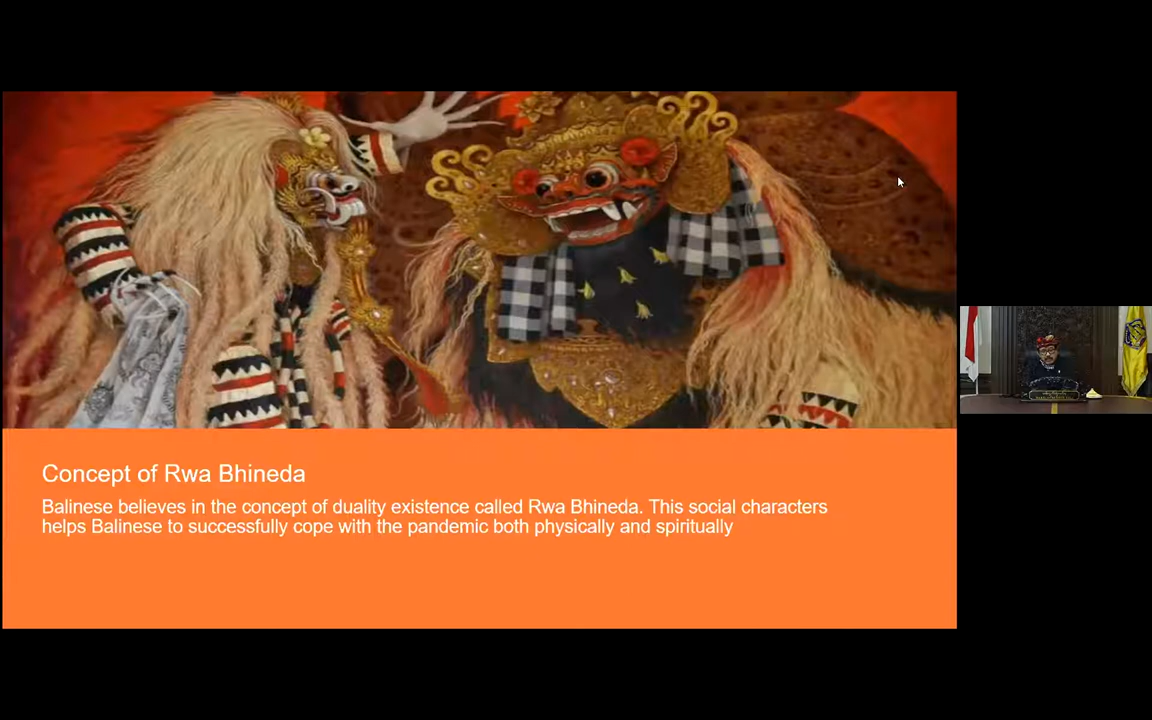 Concept of Rwa Bhineda
Balinese believes in the concept of duality existence called Rwa Bhineda. This social characters
helps Balinese to successfully cope with the pandemic both physically and spiritually